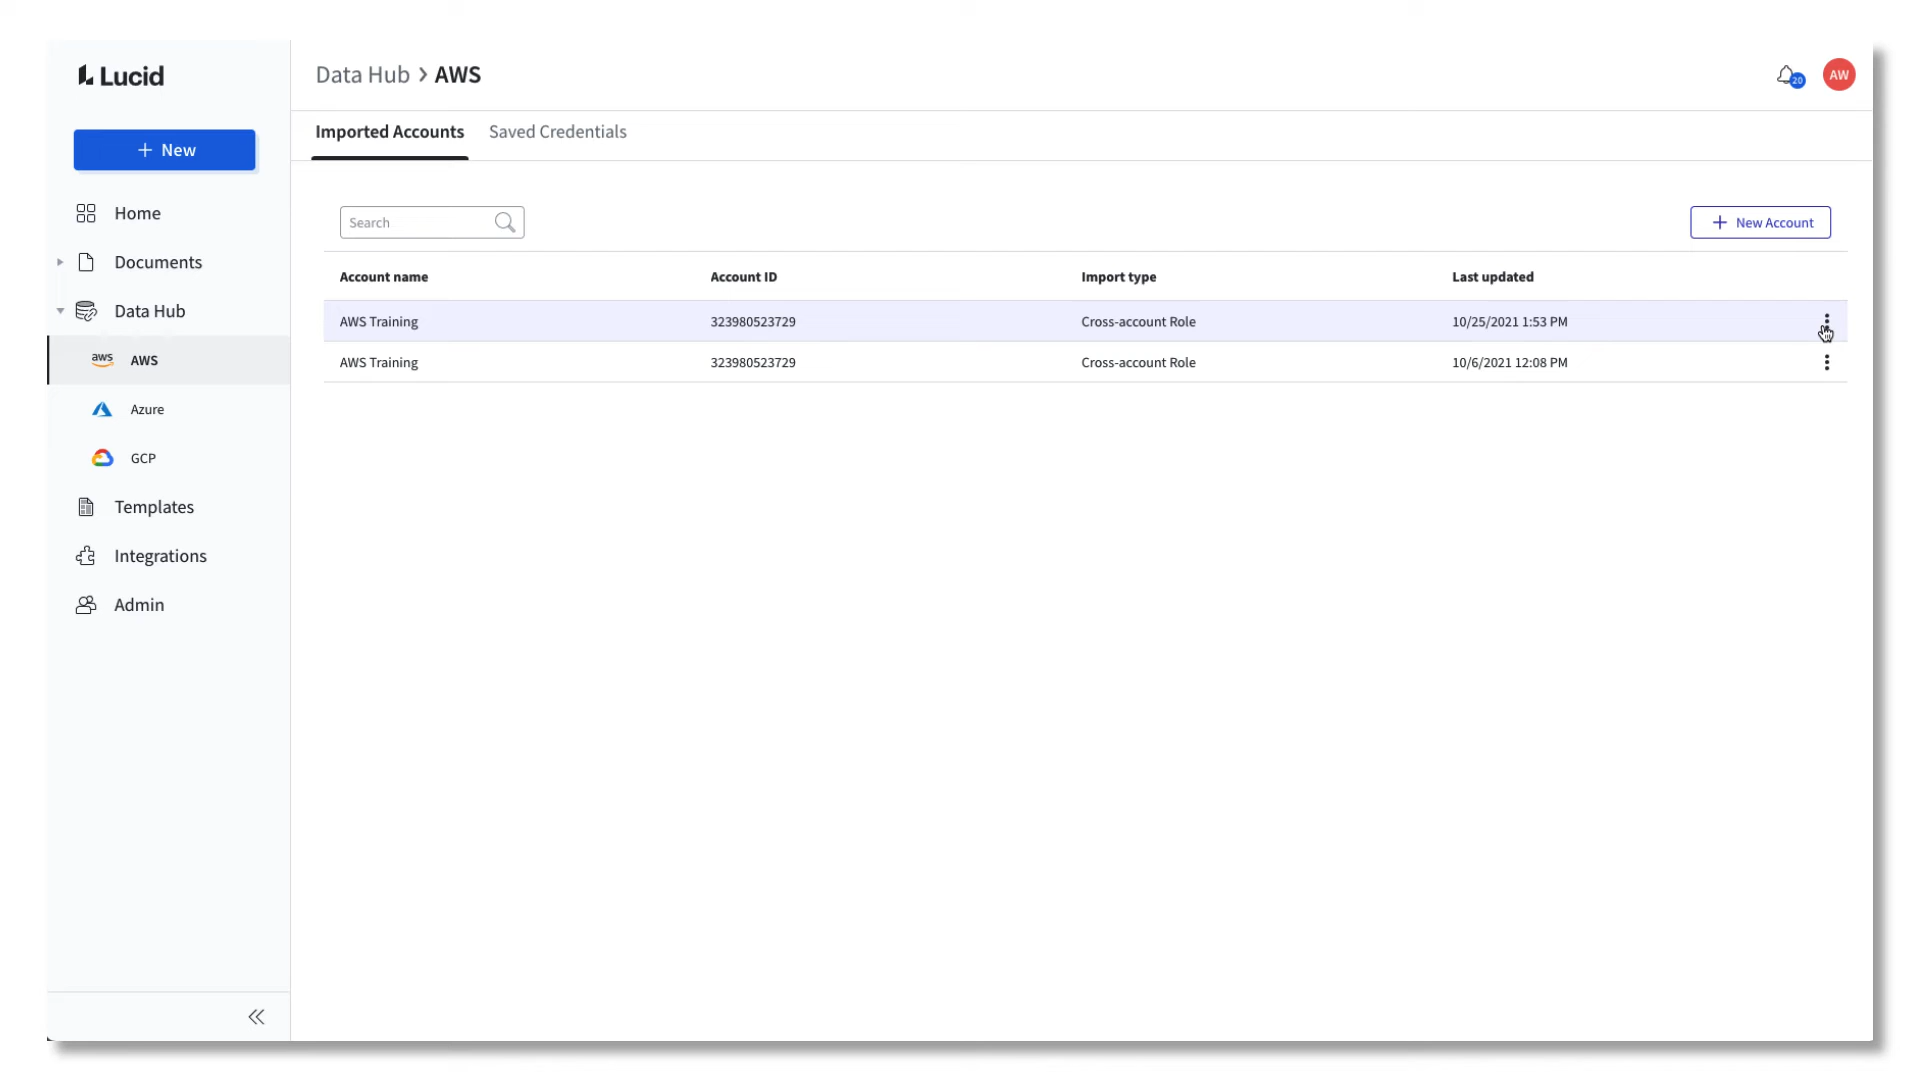 Lucid
Data Hub > AWS
20
AW
Imported Accounts
Saved Credentials
+ New
Home
Documents
Data Hub
aws AWS
Azure
GCP
Templates
Integrations
Admin
Search
+ New Account
Account name Account ID Import type Last updated
AWS Training 323980523729 Cross-account Role 10/25/2021 1:53 PM
AWS Training 323980523729 Cross-account Role 10/6/2021 12:08 PM